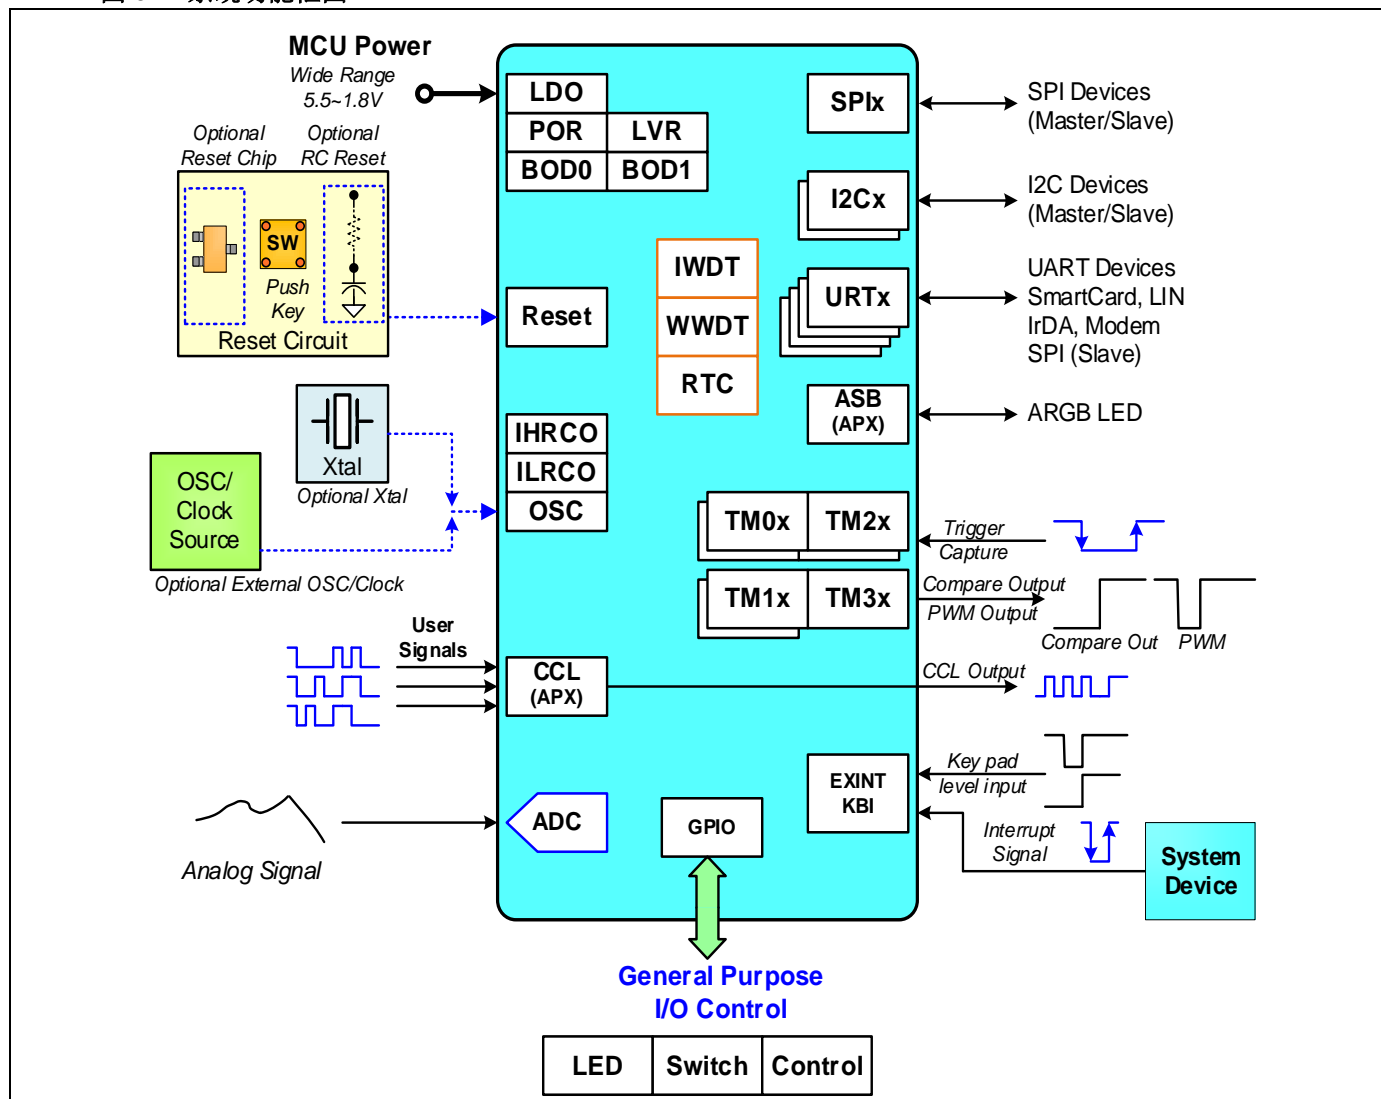 MCU Power
Wide Range
5.5~1.8V
Optional
Reset Chip
Optional
RC Reset
SW
Push
Key
Reset Circuit
Xtal
Optional Xtal
OSC/
Clock
Source
Optional External OSC/Clock
User
Signals
Analog Signal
LDO
POR
LVR
BOD0
BOD1
Reset
IHRCO
ILRCO
OSC
CCL
(APX)
ADC
IWDT
WWDT
RTC
GPIO
SPIx
I2Cx
URTx
ASB
(APX)
TM0x
TM2x
TM1x
TM3x
EXINT
KBI
SPI Devices
(Master/Slave)
I2C Devices
(Master/Slave)
UART Devices
SmartCard, LIN
IrDA, Modem
SPI (Slave)
ARGB LED
Trigger
Capture
Compare Output
PWM Output
Compare Out
PWM
CCL Output
Key pad
level input
Interrupt
Signal
System
Device
General Purpose
I/O Control
LED
Switch
Control